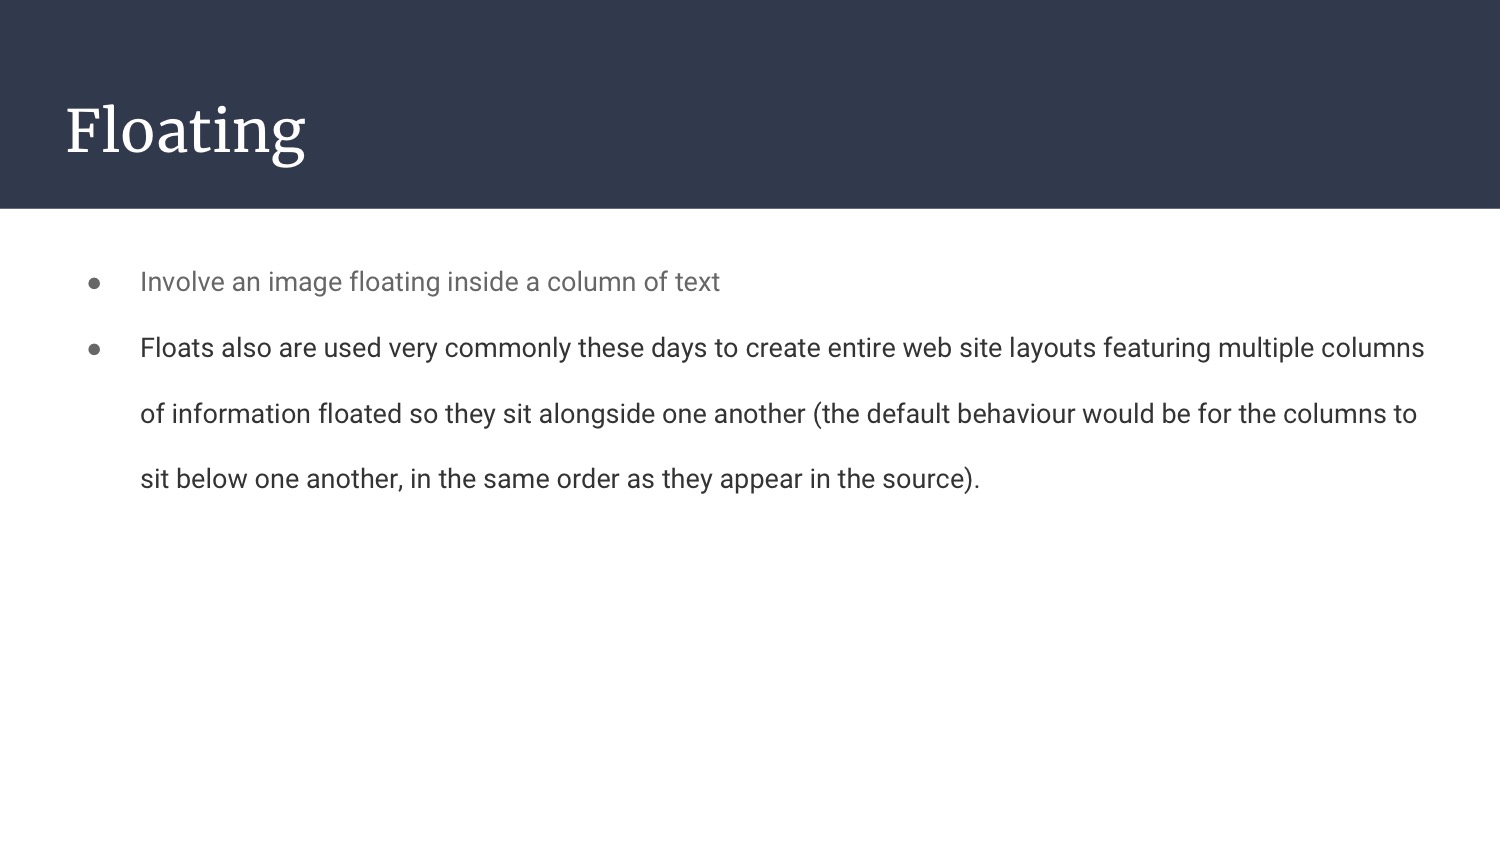 Floating
● Involve an image floating inside a column of text
● Floats also are used very commonly these days to create entire web site layouts featuring multiple columns
of information floated so they sit alongside one another (the default behaviour would be for the columns to
sit below one another, in the same order as they appear in the source).